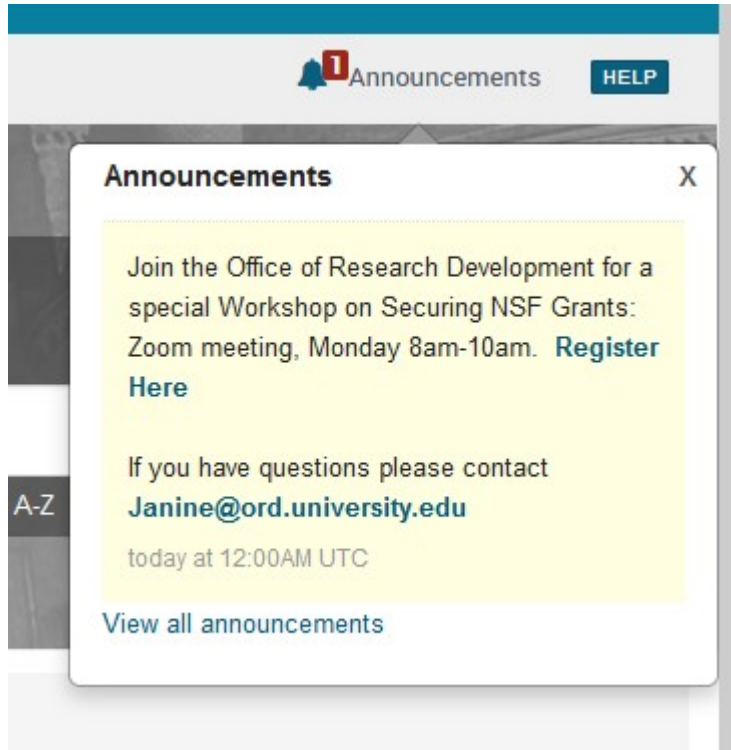 1
Announcements
HELP
Announcements
X
Join the Office of Research Development for a
special Workshop on Securing NSF Grants:
Zoom meeting, Monday 8am-10am. Register
Here
If you have questions please contact
Janine@ord.university.edu
today at 12:00AM UTC
View all announcements
A-Z